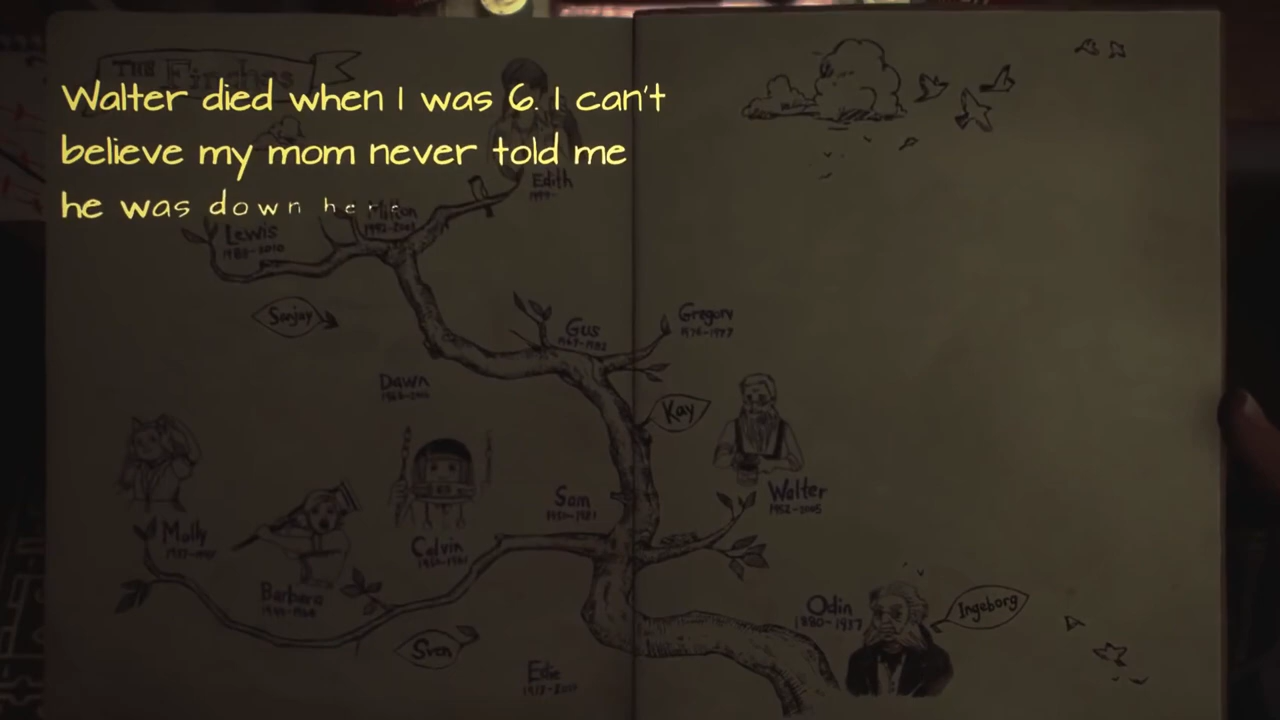 THE Finches
Walter died when I was 6. I can't
believe my mom never told me
he was down here
Edith
Milton
Lewis
Sanjay
Gus
Gregory
Dawn
Kay
Walter
1952-2005
Sam
Molly
Calvin
Barbara
Odin
1880-1937
Ingeborg
Sven
Edie